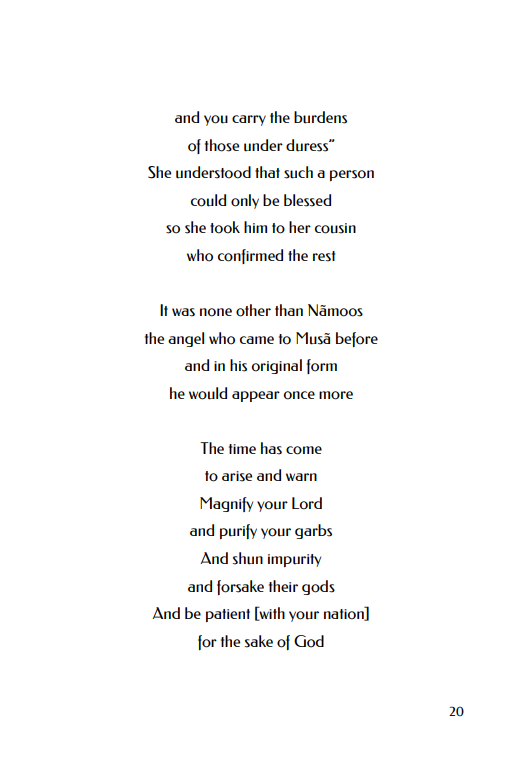 and you carry the burdens
of those under duress”
She understood that such a person
could only be blessed
so she took him to her cousin
who confirmed the rest
It was none other than Nãmoos
the angel who came to Musã before
and in his original form
he would appear once more
The time has come
to arise and warn
Magnify your Lord
and purify your garbs
And shun impurity
and forsake their gods
And be patient [with your nation]
for the sake of God
20